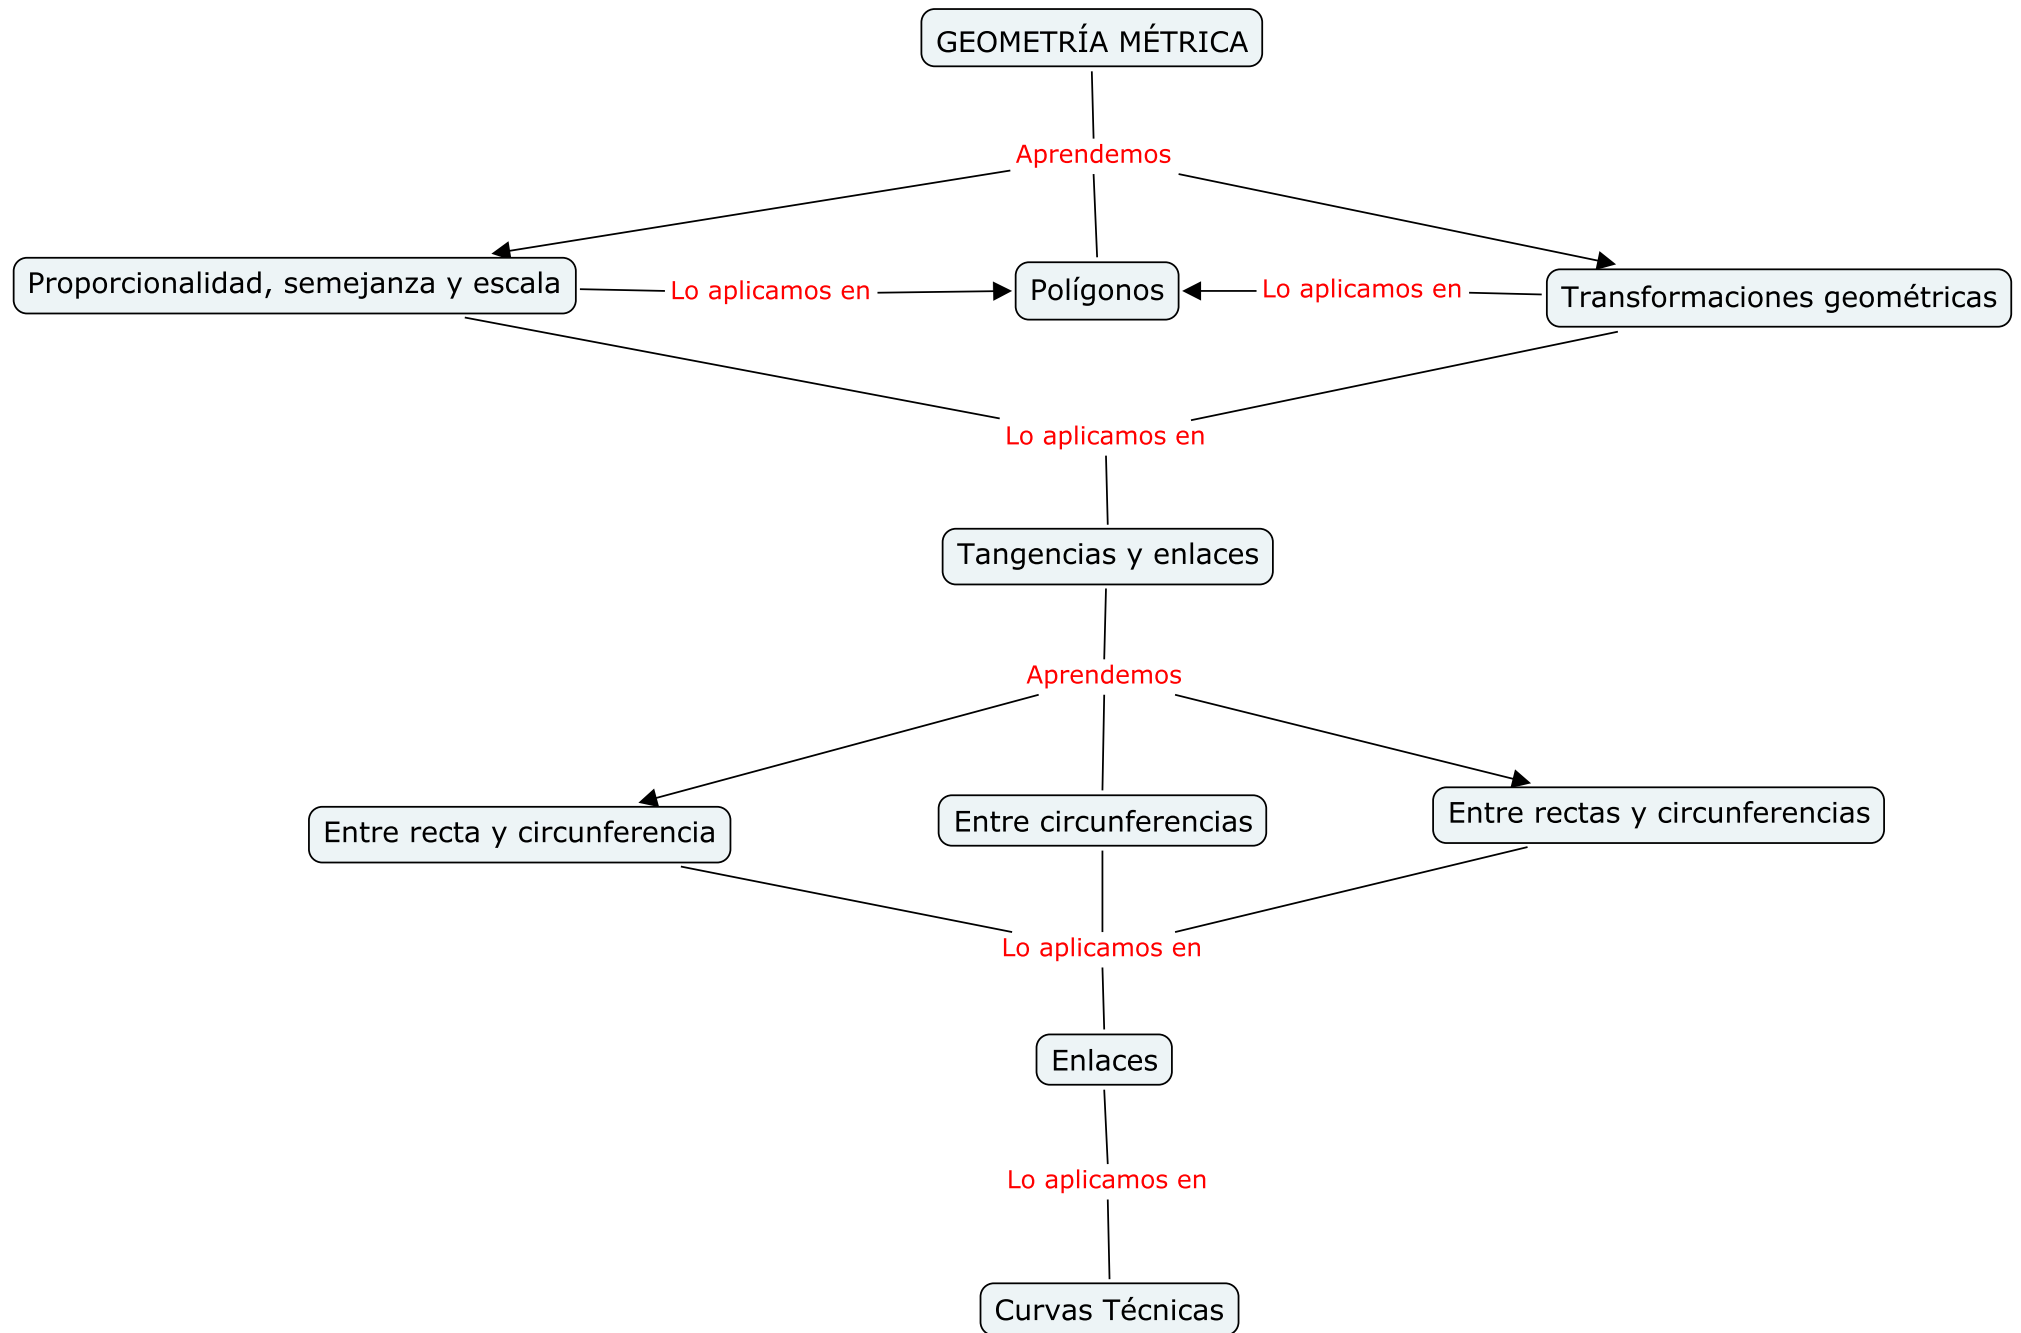 GEOMETRÍA MÉTRICA
Aprendemos
Proporcionalidad, semejanza y escala
Lo aplicamos en
Polígonos
Lo aplicamos en
Transformaciones geométricas
Lo aplicamos en
Tangencias y enlaces
Aprendemos
Entre recta y circunferencia
Entre circunferencias
Entre rectas y circunferencias
Lo aplicamos en
Enlaces
Lo aplicamos en
Curvas Técnicas